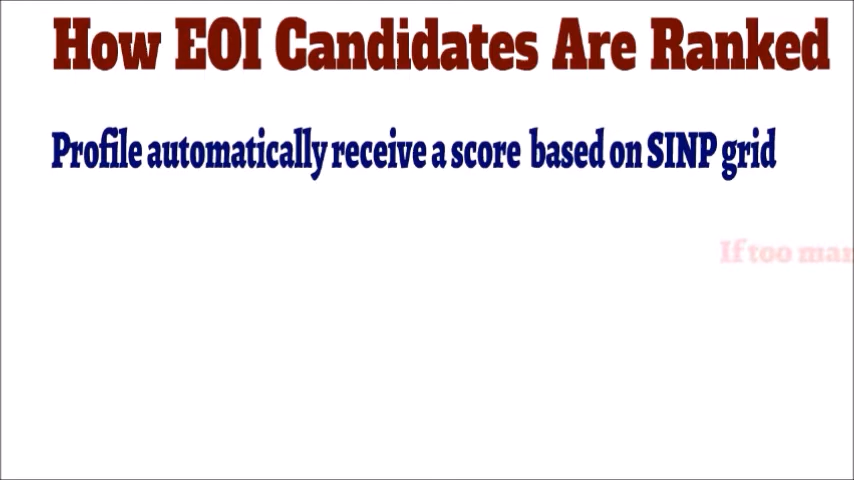 How EOI Candidates Are Ranked
Profile automatically receive a score based on SINP grid
If too